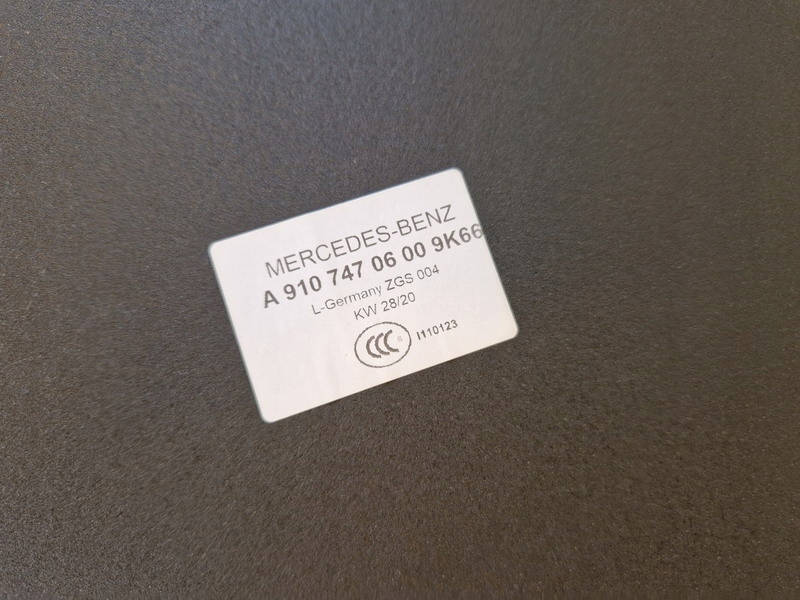 MERCEDES-BENZ
A 910 747 06 00 9K66
L-Germany ZGS 004
KW 28/20
CCC I110123